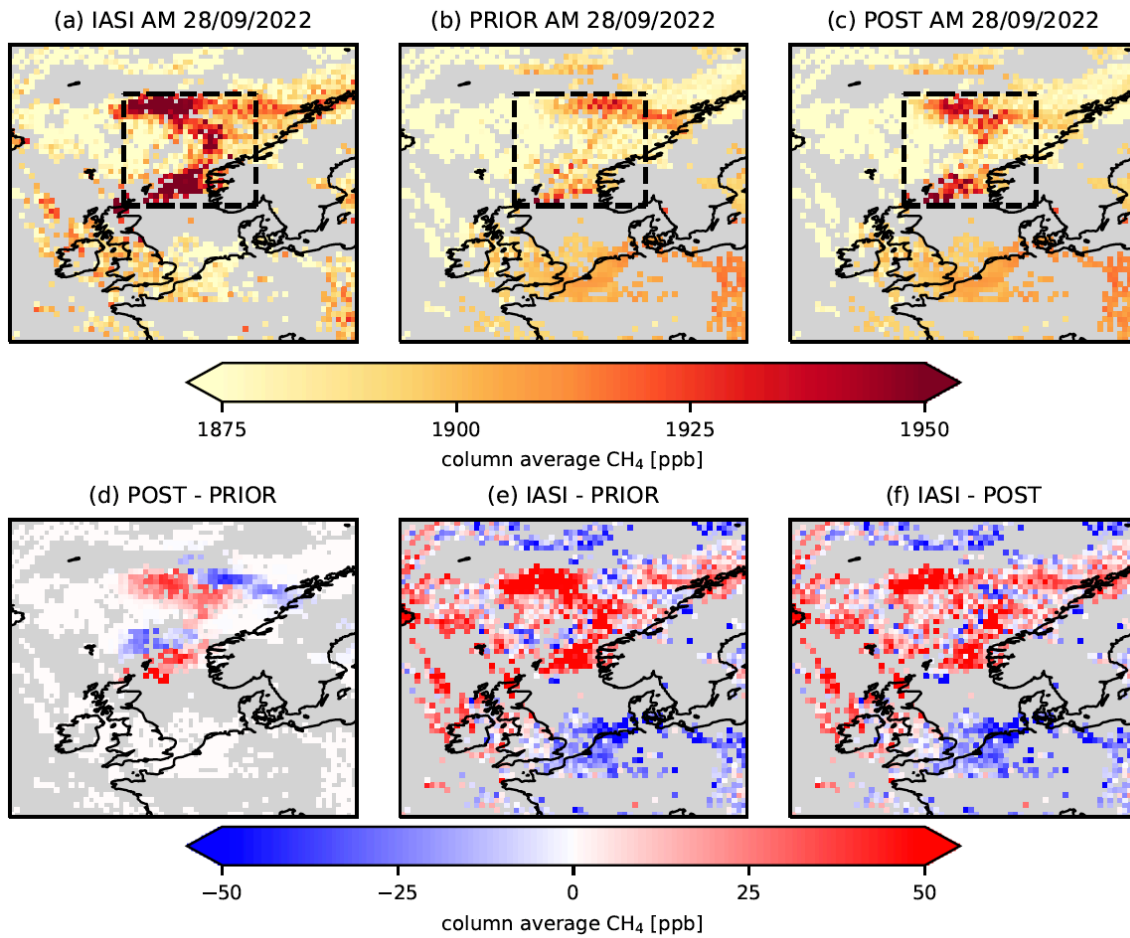 (a) IASI AM 28/09/2022
(b) PRIOR AM 28/09/2022
(c) POST AM 28/09/2022
1875
1900
1925
1950
column average CH₄ [ppb]
(d) POST - PRIOR
(e) IASI - PRIOR
(f) IASI - POST
−50
−25
0
25
50
column average CH₄ [ppb]